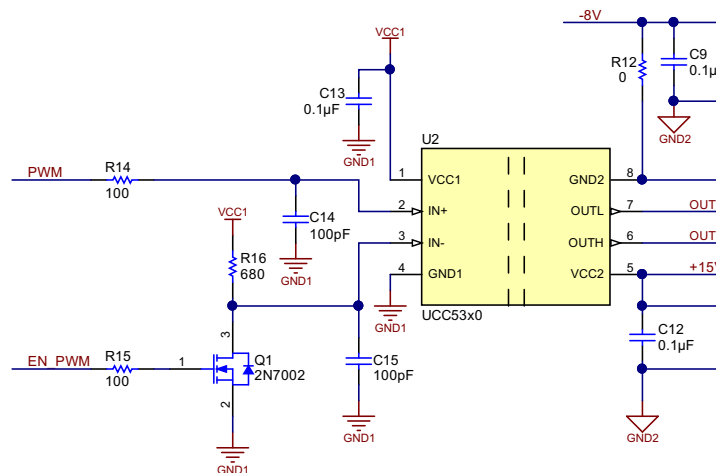 -8V
VCC1
R12
0
C9
0.1µ
C13
0.1µF
GND2
GND1
U2
PWM
R14
100
1
VCC1
GND2
8
2
IN+
OUTL
7
OUT
C14
100pF
VCC1
3
IN-
OUTH
6
OUT
GND1
R16
680
4
GND1
VCC2
5
+15V
GND1
UCC53x0
3
C12
0.1µF
EN_PWM
R15
100
1
Q1
2N7002
C15
100pF
2
GND1
GND2
GND1